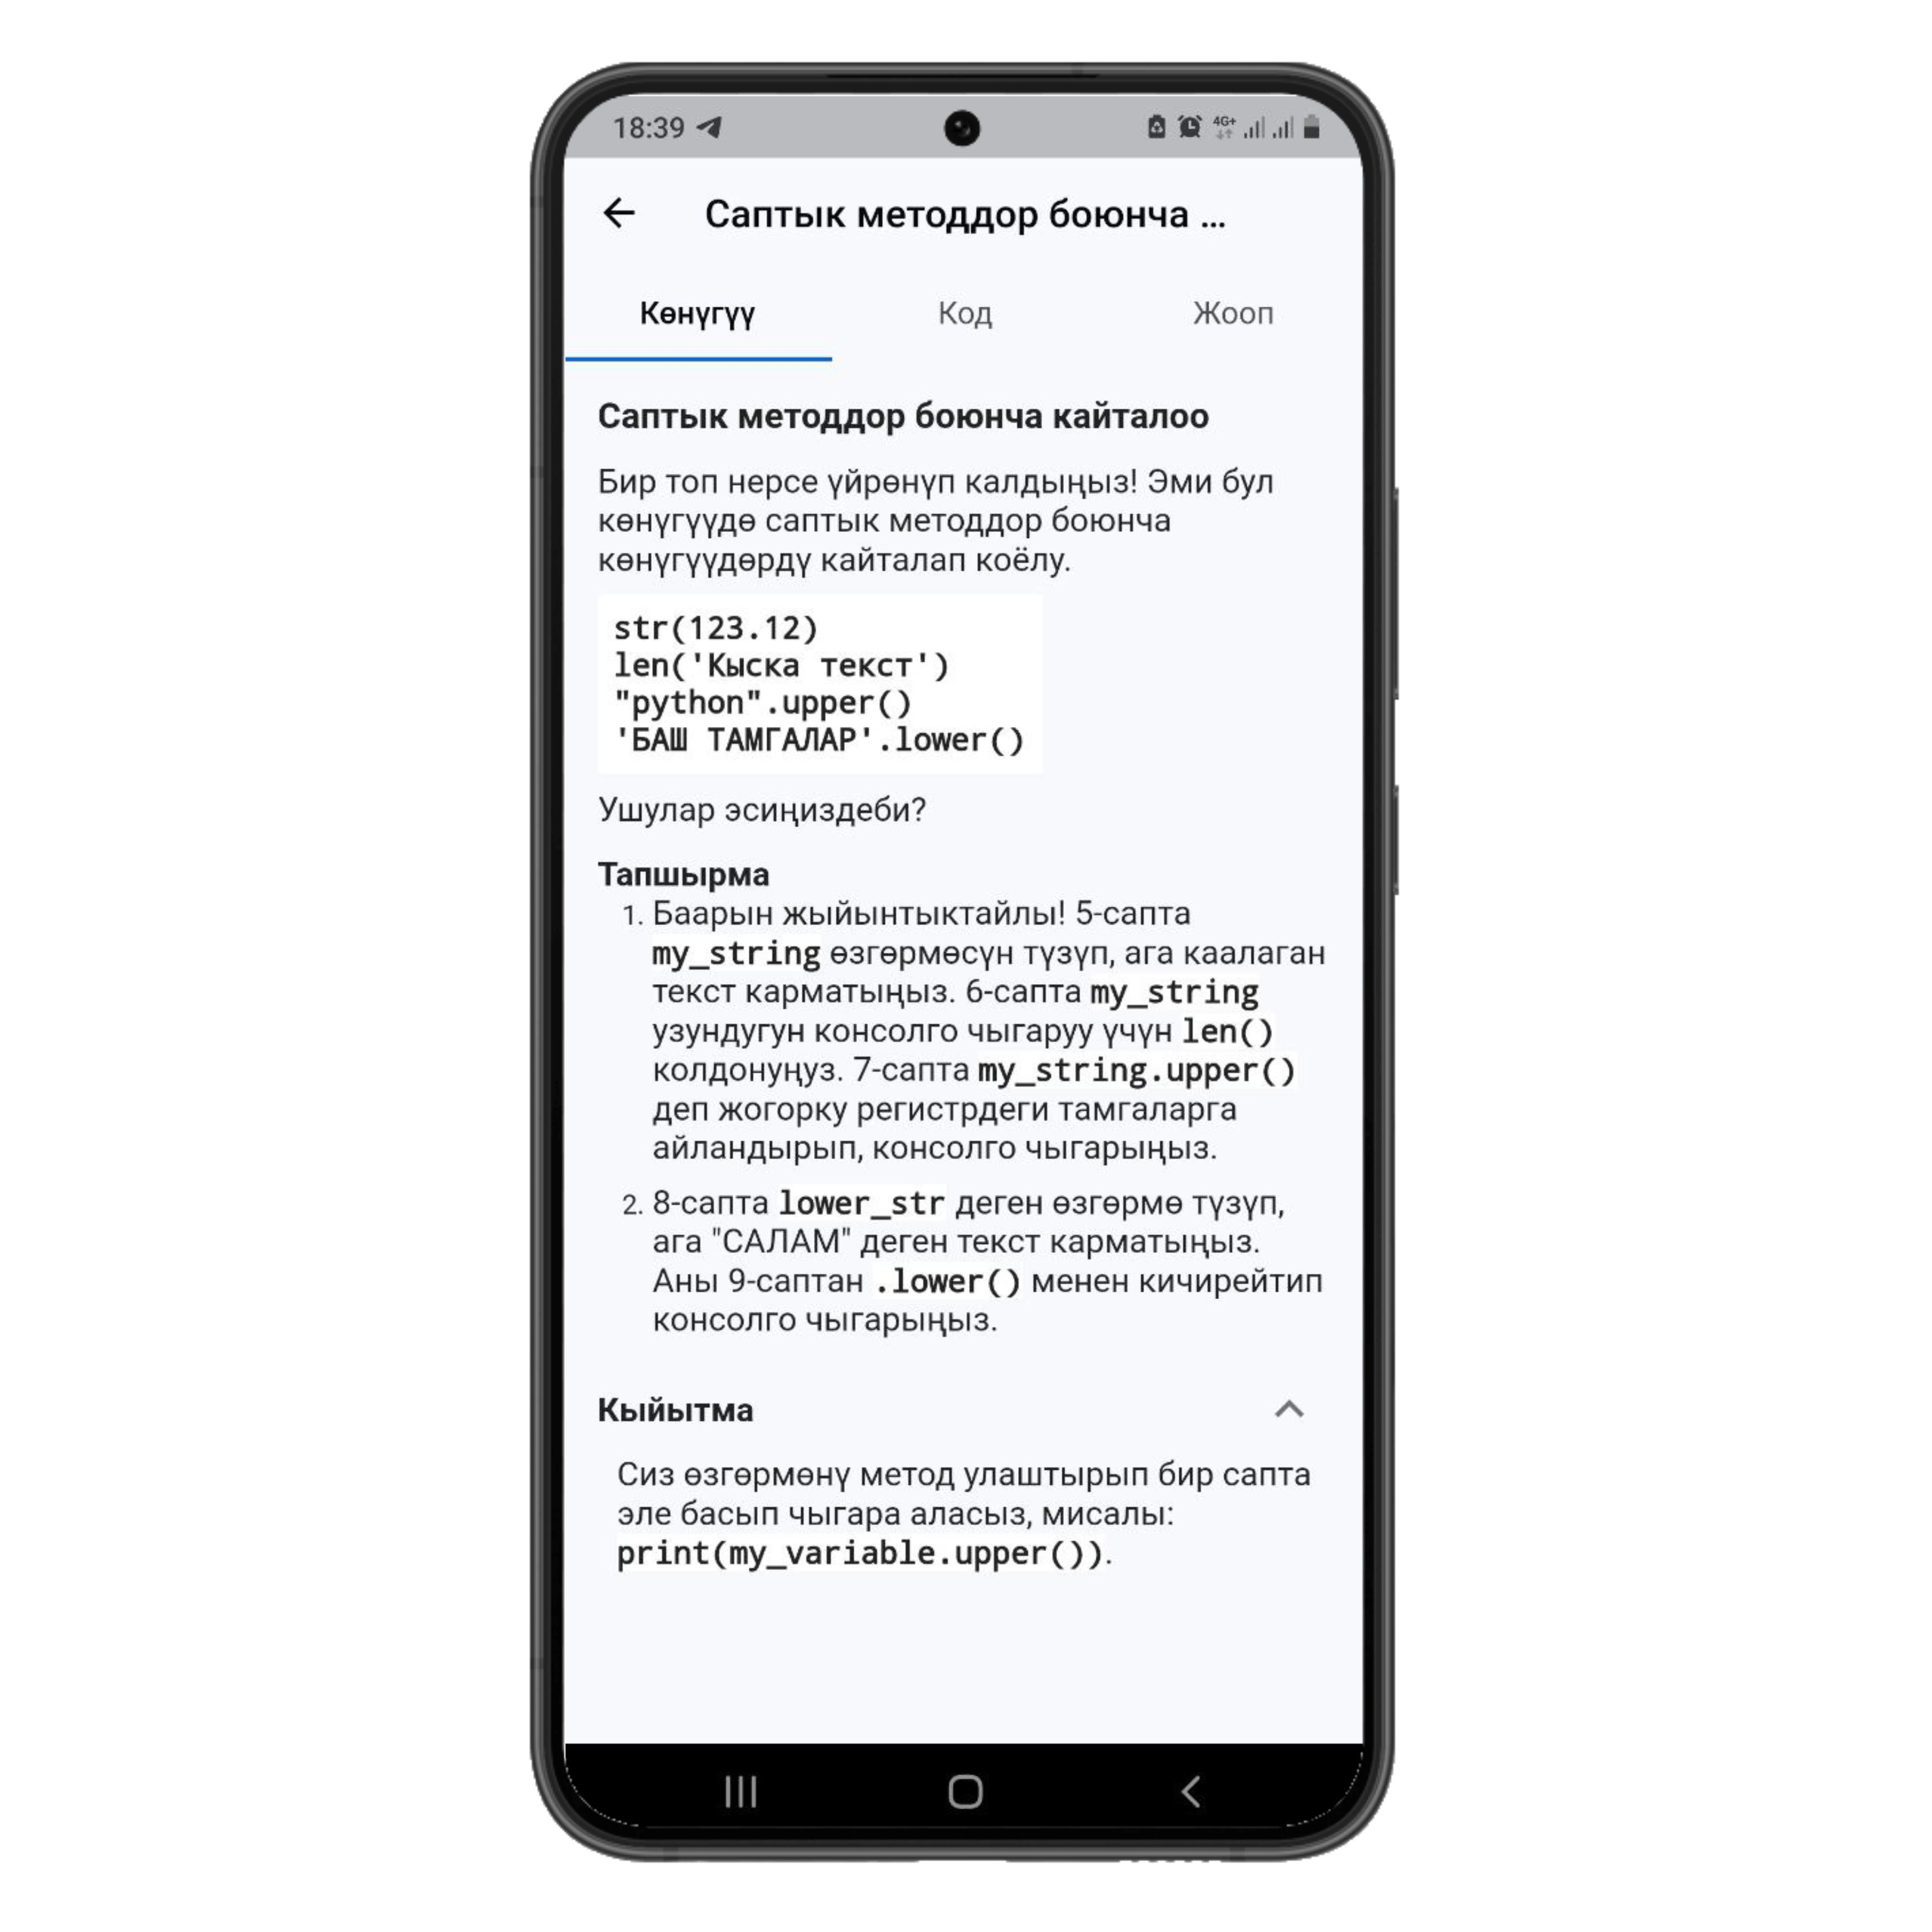 18:39
4G+
Саптык методдор боюнча ...
Көнүгүү
Код
Жооп
Саптык методдор боюнча кайталоо
Бир топ нерсе үйрөнүп калдыңыз! Эми бул
көнүгүүдө саптык методдор боюнча
көнүгүүдөрдү кайталап коёлу.
str(123.12)
len('Кыска текст')
"python".upper()
'БАШ ТАМГАЛАР'.lower()
Ушулар эсиңиздеби?
Тапшырма
1. Баарын жыйынтыктайлы! 5-сапта
my_string өзгөрмөсүн түзүп, ага каалаган
текст карматыңыз. 6-сапта my_string
узундугун консолго чыгаруу үчүн len()
колдонуңуз. 7-сапта my_string.upper()
деп жогорку регистрдеги тамгаларга
айландырып, консолго чыгарыңыз.
2. 8-сапта lower_str деген өзгөрмө түзүп,
ага "САЛАМ" деген текст карматыңыз.
Аны 9-саптан .lower() менен кичирейтип
консолго чыгарыңыз.
Кыйытма
Сиз өзгөрмөнү метод улаштырып бир сапта
эле басып чыгара аласыз, мисалы:
print(my_variable.upper()).